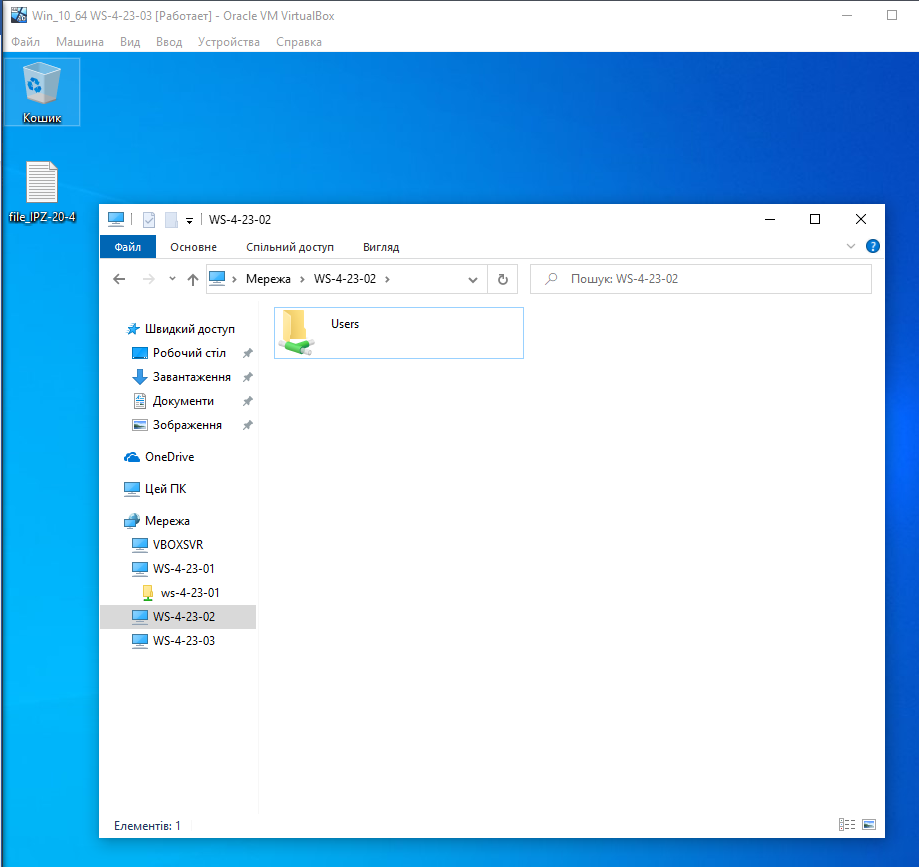 Win_10_64 WS-4-23-03 [Работает] - Oracle VM VirtualBox
Файл Машина Вид Ввод Устройства Справка
Кошик
file_IPZ-20-4
WS-4-23-02
Файл Основне Спільний доступ Вигляд
Мережа WS-4-23-02 Пошук: WS-4-23-02
Швидкий доступ
Робочий стіл
Завантаження
Документи
Зображення
OneDrive
Цей ПК
Мережа
VBOXSVR
WS-4-23-01
ws-4-23-01
WS-4-23-02
WS-4-23-03
Users
Елементів: 1